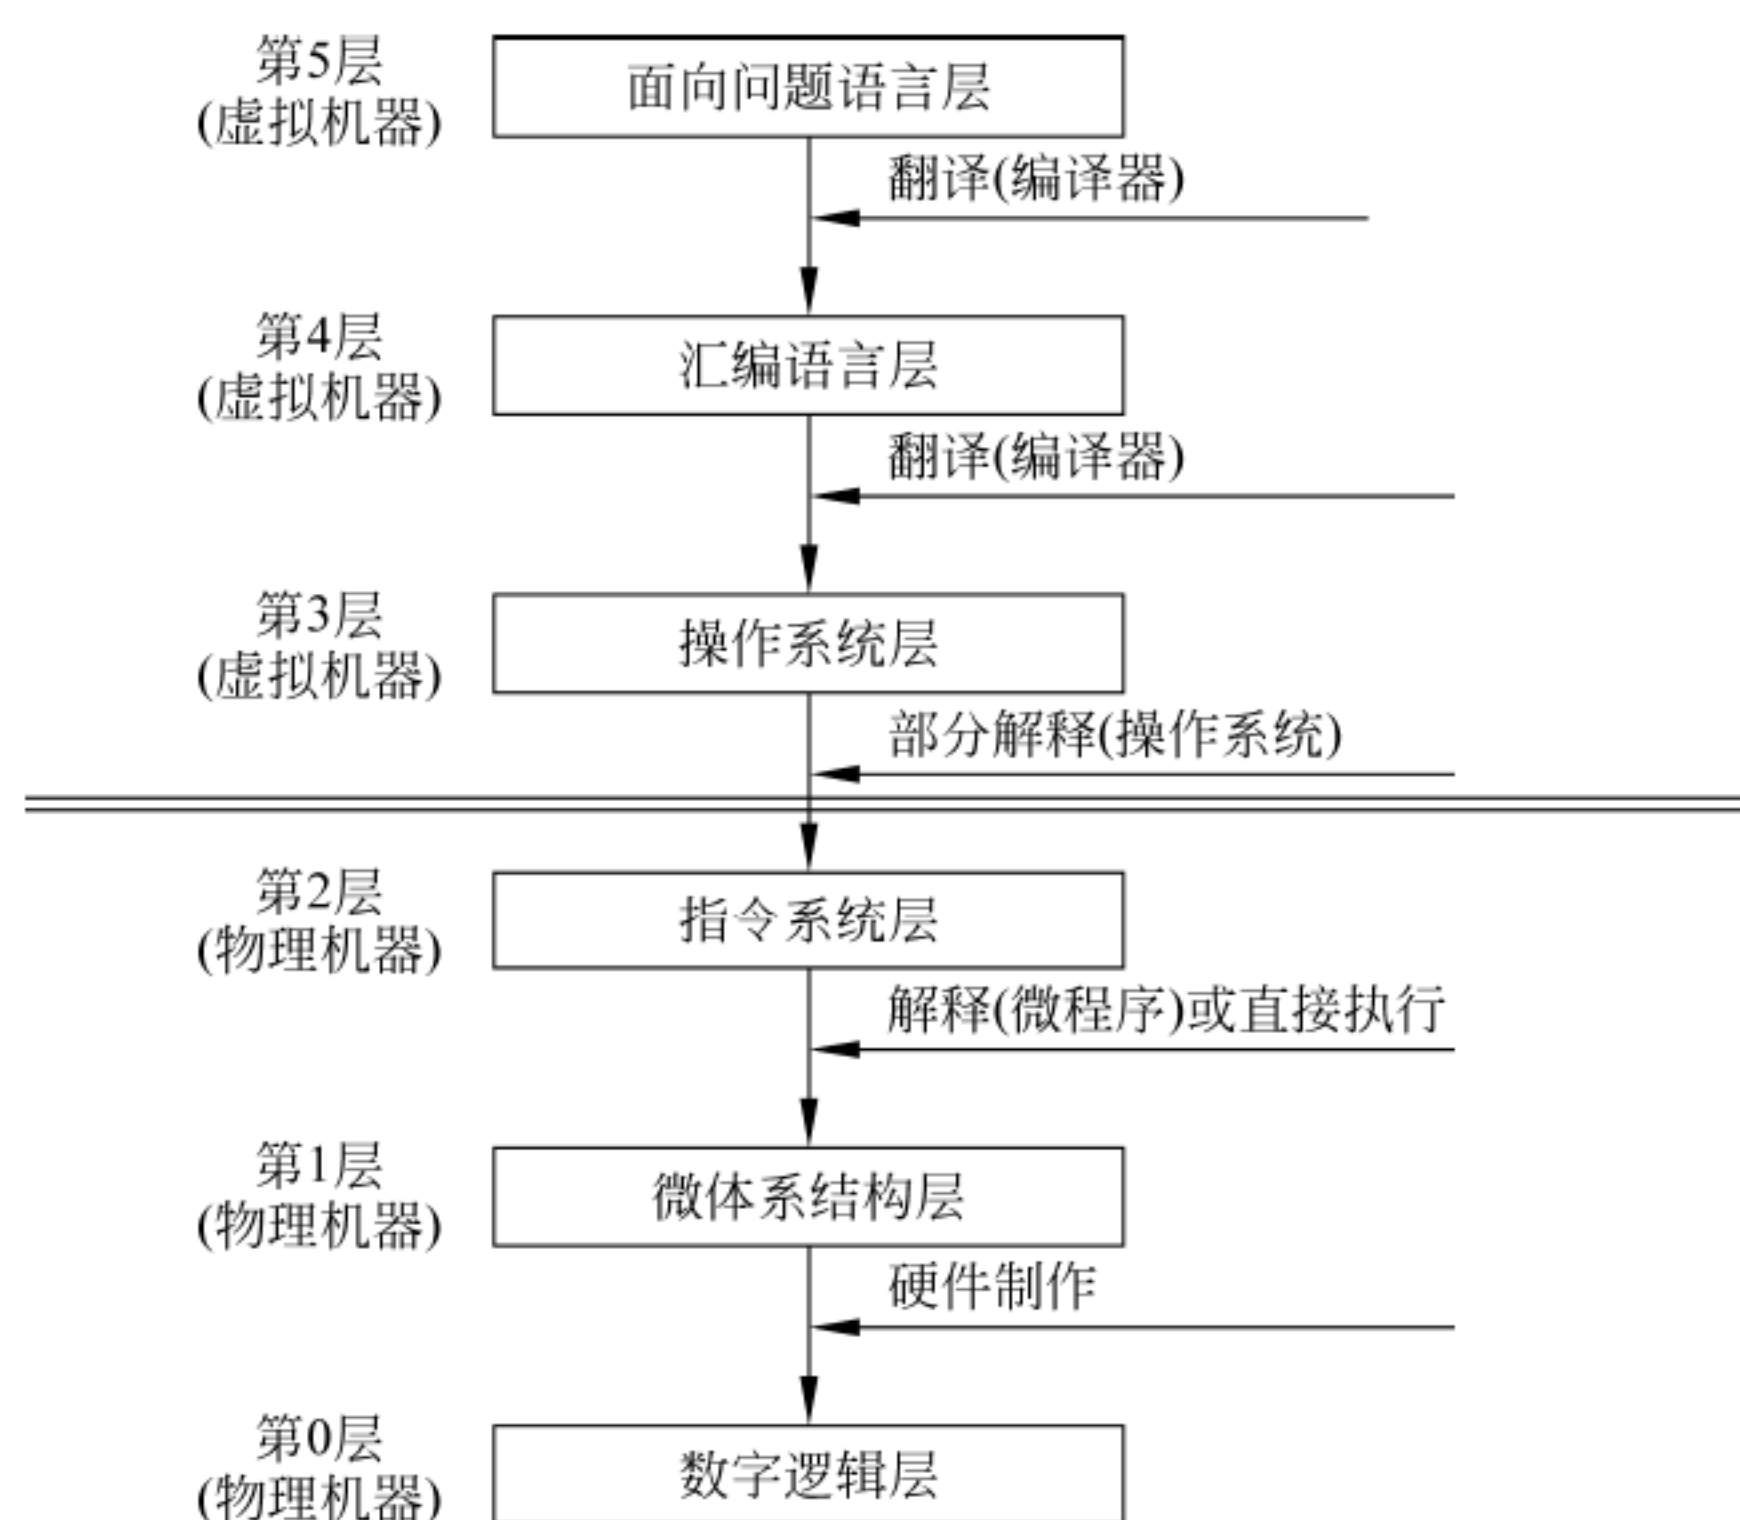 第5层
(虚拟机器)
面向问题语言层
翻译(编译器)
第4层
(虚拟机器)
汇编语言层
翻译(编译器)
第3层
(虚拟机器)
操作系统层
部分解释(操作系统)
第2层
(物理机器)
指令系统层
解释(微程序)或直接执行
第1层
(物理机器)
微体系结构层
硬件制作
第0层
(物理机器)
数字逻辑层